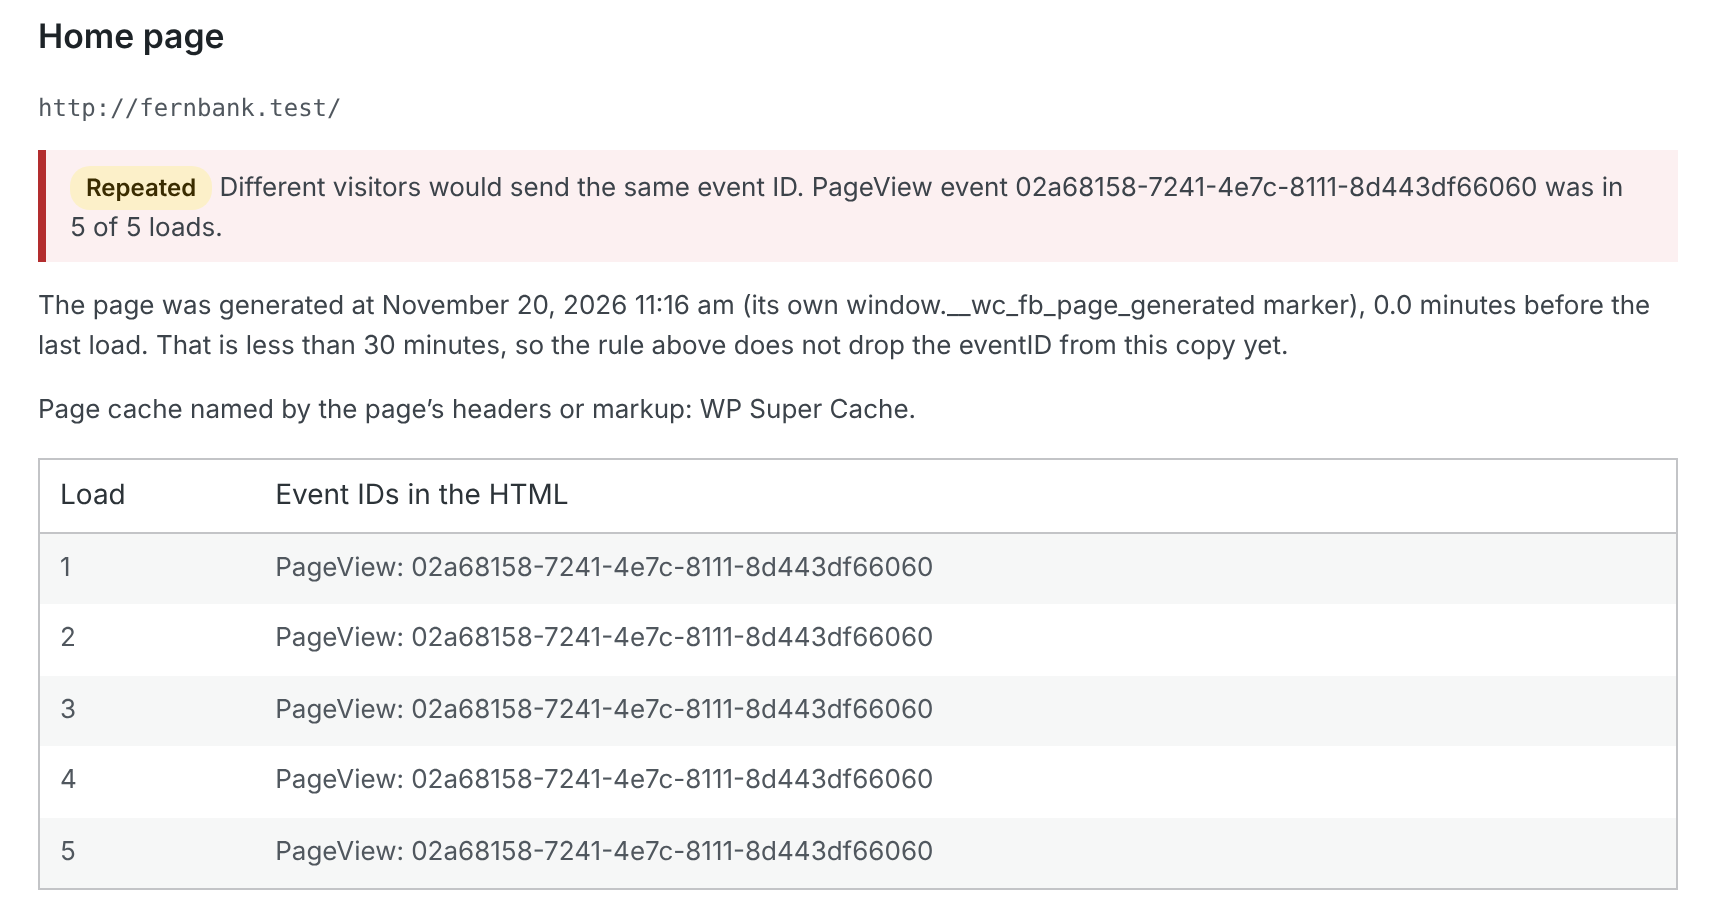 Home page
http://fernbank.test/
Repeated Different visitors would send the same event ID. PageView event 02a68158-7241-4e7c-8111-8d443df66060 was in
5 of 5 loads.
The page was generated at November 20, 2026 11:16 am (its own window.__wc_fb_page_generated marker), 0.0 minutes before the
last load. That is less than 30 minutes, so the rule above does not drop the eventID from this copy yet.
Page cache named by the page’s headers or markup: WP Super Cache.
Load Event IDs in the HTML
1 PageView: 02a68158-7241-4e7c-8111-8d443df66060
2 PageView: 02a68158-7241-4e7c-8111-8d443df66060
3 PageView: 02a68158-7241-4e7c-8111-8d443df66060
4 PageView: 02a68158-7241-4e7c-8111-8d443df66060
5 PageView: 02a68158-7241-4e7c-8111-8d443df66060